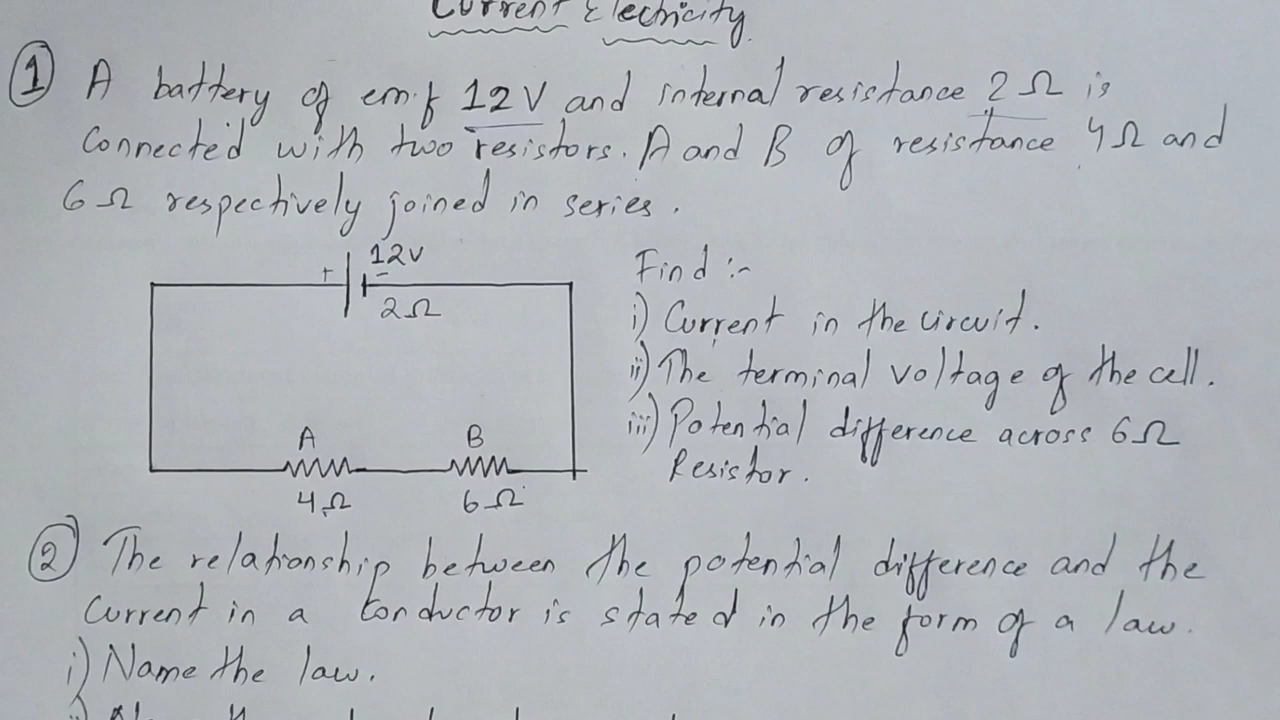 Current Electricity
① A battery of em.f 12V and internal resistance 2Ω is
Connected with two resistors. A and B of resistance 4Ω and
6Ω respectively joined in series.
12V
+ -
2Ω
A B
4Ω 6Ω
Find :-
i) Current in the circuit.
ii) The terminal voltage of the cell.
iii) Potential difference across 6Ω
Resistor.
② The relationship between the potential difference and the
Current in a Conductor is stated in the form of a law.
i) Name the law.